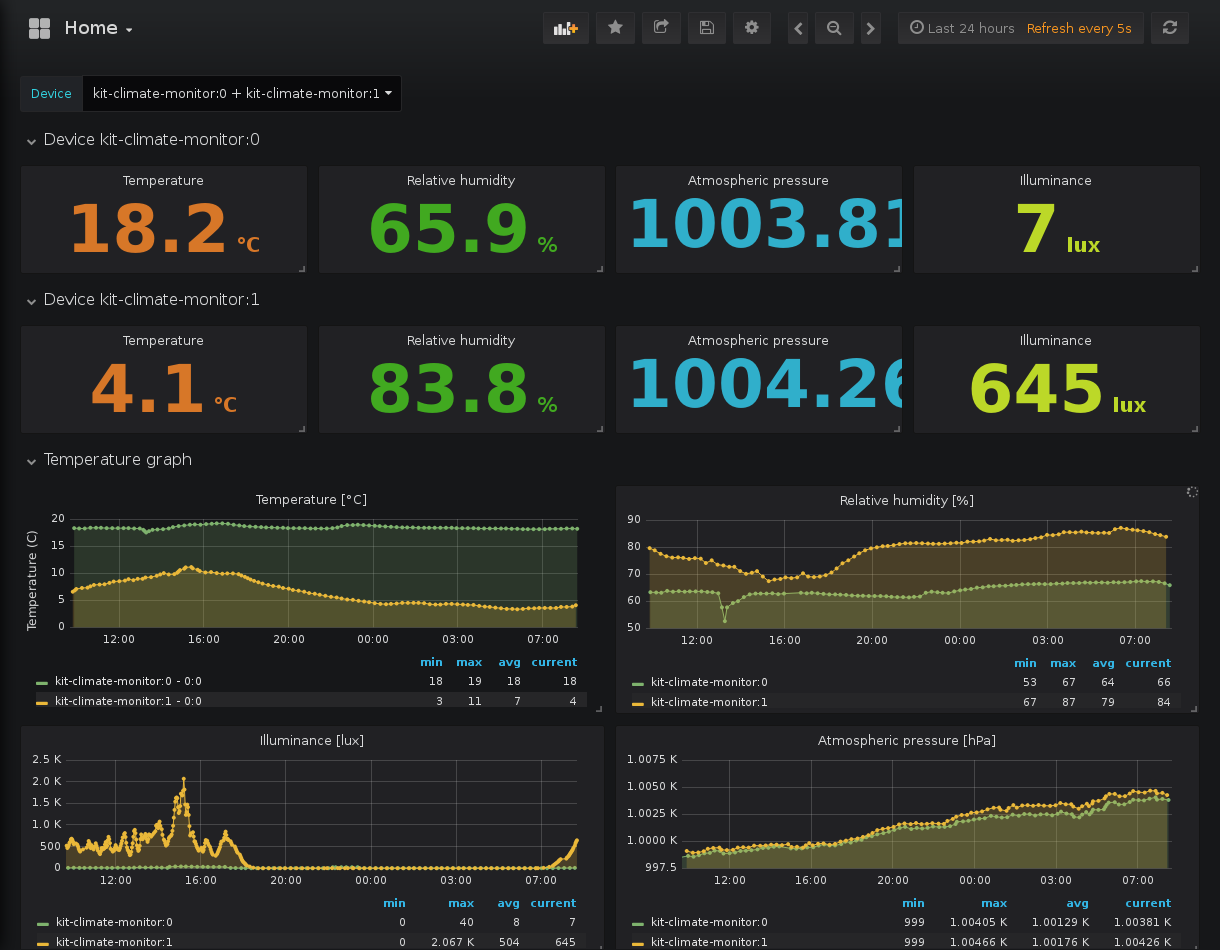 Home
Last 24 hours Refresh every 5s
Device kit-climate-monitor:0 + kit-climate-monitor:1
Device kit-climate-monitor:0
Temperature Relative humidity Atmospheric pressure Illuminance
18.2 °C 65.9 % 1003.81 7 lux
Device kit-climate-monitor:1
Temperature Relative humidity Atmospheric pressure Illuminance
4.1 °C 83.8 % 1004.26 645 lux
Temperature graph
Temperature [°C]
Temperature (C)
20
15
10
5
0
12:00 16:00 20:00 00:00 03:00 07:00
min max avg current
kit-climate-monitor:0 - 0:0 18 19 18 18
kit-climate-monitor:1 - 0:0 3 11 7 4
Relative humidity [%]
90
80
70
60
50
12:00 16:00 20:00 00:00 03:00 07:00
min max avg current
kit-climate-monitor:0 53 67 64 66
kit-climate-monitor:1 67 87 79 84
Illuminance [lux]
2.5 K
2.0 K
1.5 K
1.0 K
500
0
12:00 16:00 20:00 00:00 03:00 07:00
min max avg current
kit-climate-monitor:0 0 40 8 7
kit-climate-monitor:1 0 2.067 K 504 645
Atmospheric pressure [hPa]
1.0075 K
1.0050 K
1.0025 K
1.0000 K
997.5
12:00 16:00 20:00 00:00 03:00 07:00
min max avg current
kit-climate-monitor:0 999 1.00405 K 1.00129 K 1.00381 K
kit-climate-monitor:1 999 1.00466 K 1.00176 K 1.00426 K